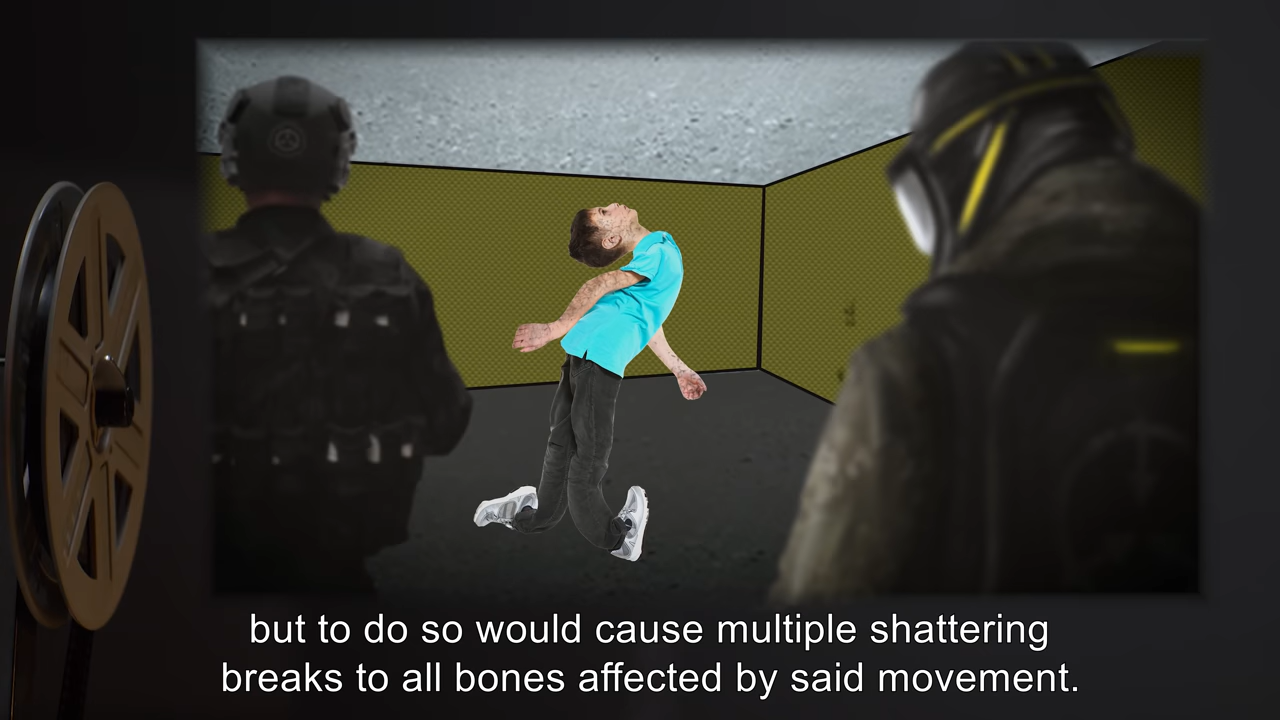 but to do so would cause multiple shattering
breaks to all bones affected by said movement.